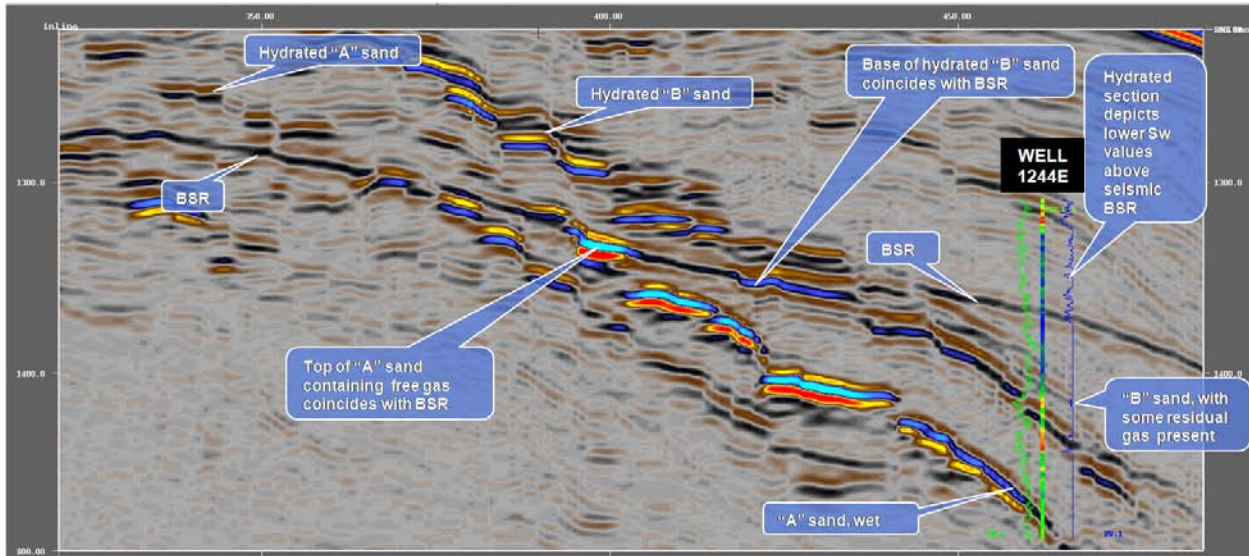 inline
350.00
400.00
450.00
Hydrated “A” sand
Hydrated “B” sand
Base of hydrated “B” sand
coincides with BSR
Hydrated
section
depicts
lower Sw
values
above
seismic
BSR
WELL
1244E
1300.0
1300.0
BSR
BSR
Top of “A” sand
containing free gas
coincides with BSR
1400.0
1400.0
“B” sand, with
some residual
gas present
“A” sand, wet